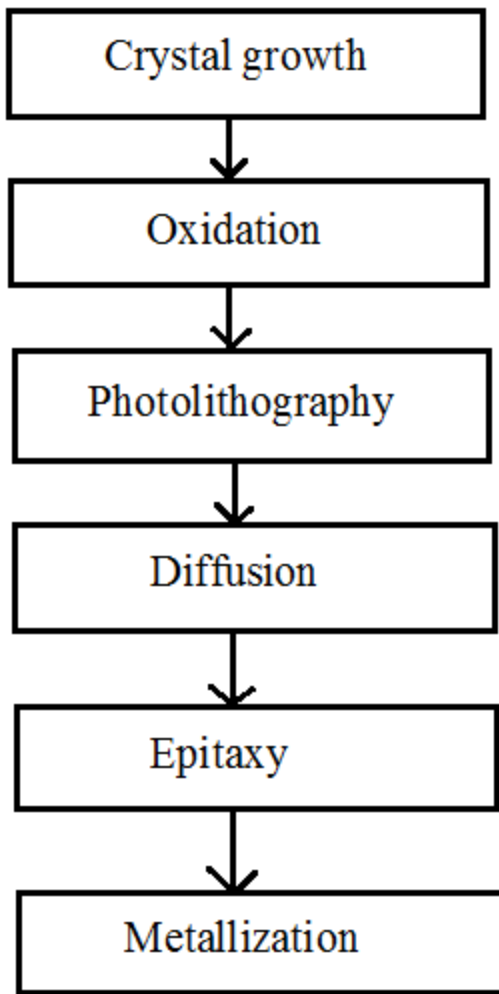 Crystal growth
Oxidation
Photolithography
Diffusion
Epitaxy
Metallization